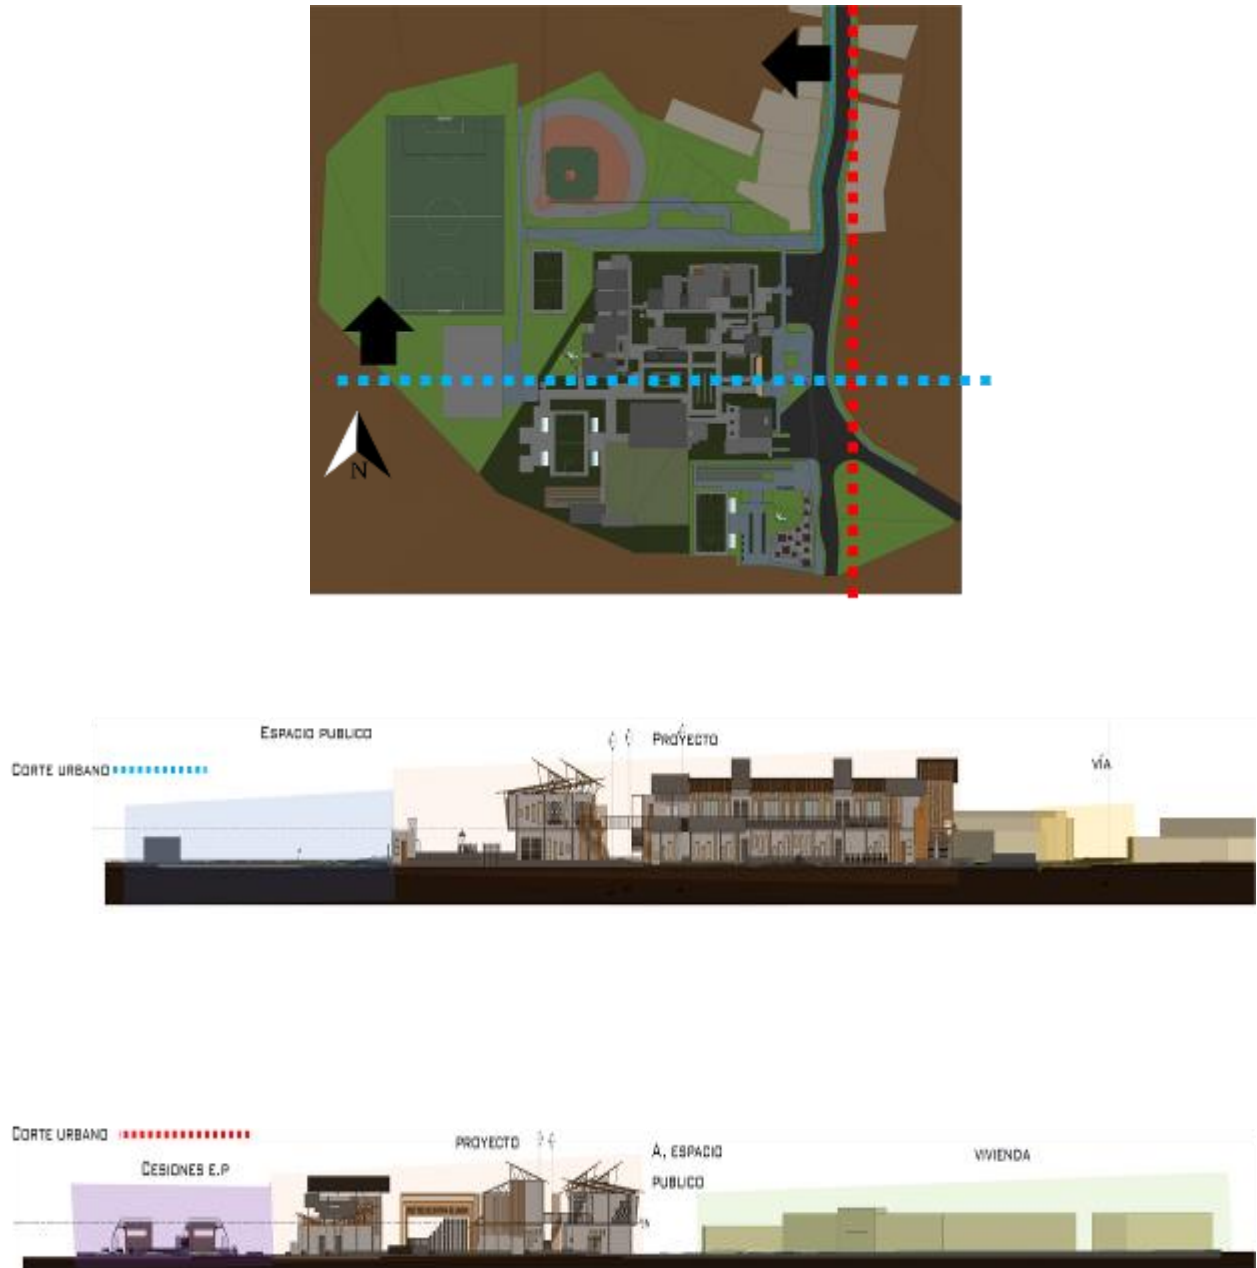 N
ESPACIO PUBLICO
PROYECTO
VÍA
CORTE URBANO
CORTE URBANO
PROYECTO
A, ESPACIO
PUBLICO
VIVIENDA
CESIONES E.P